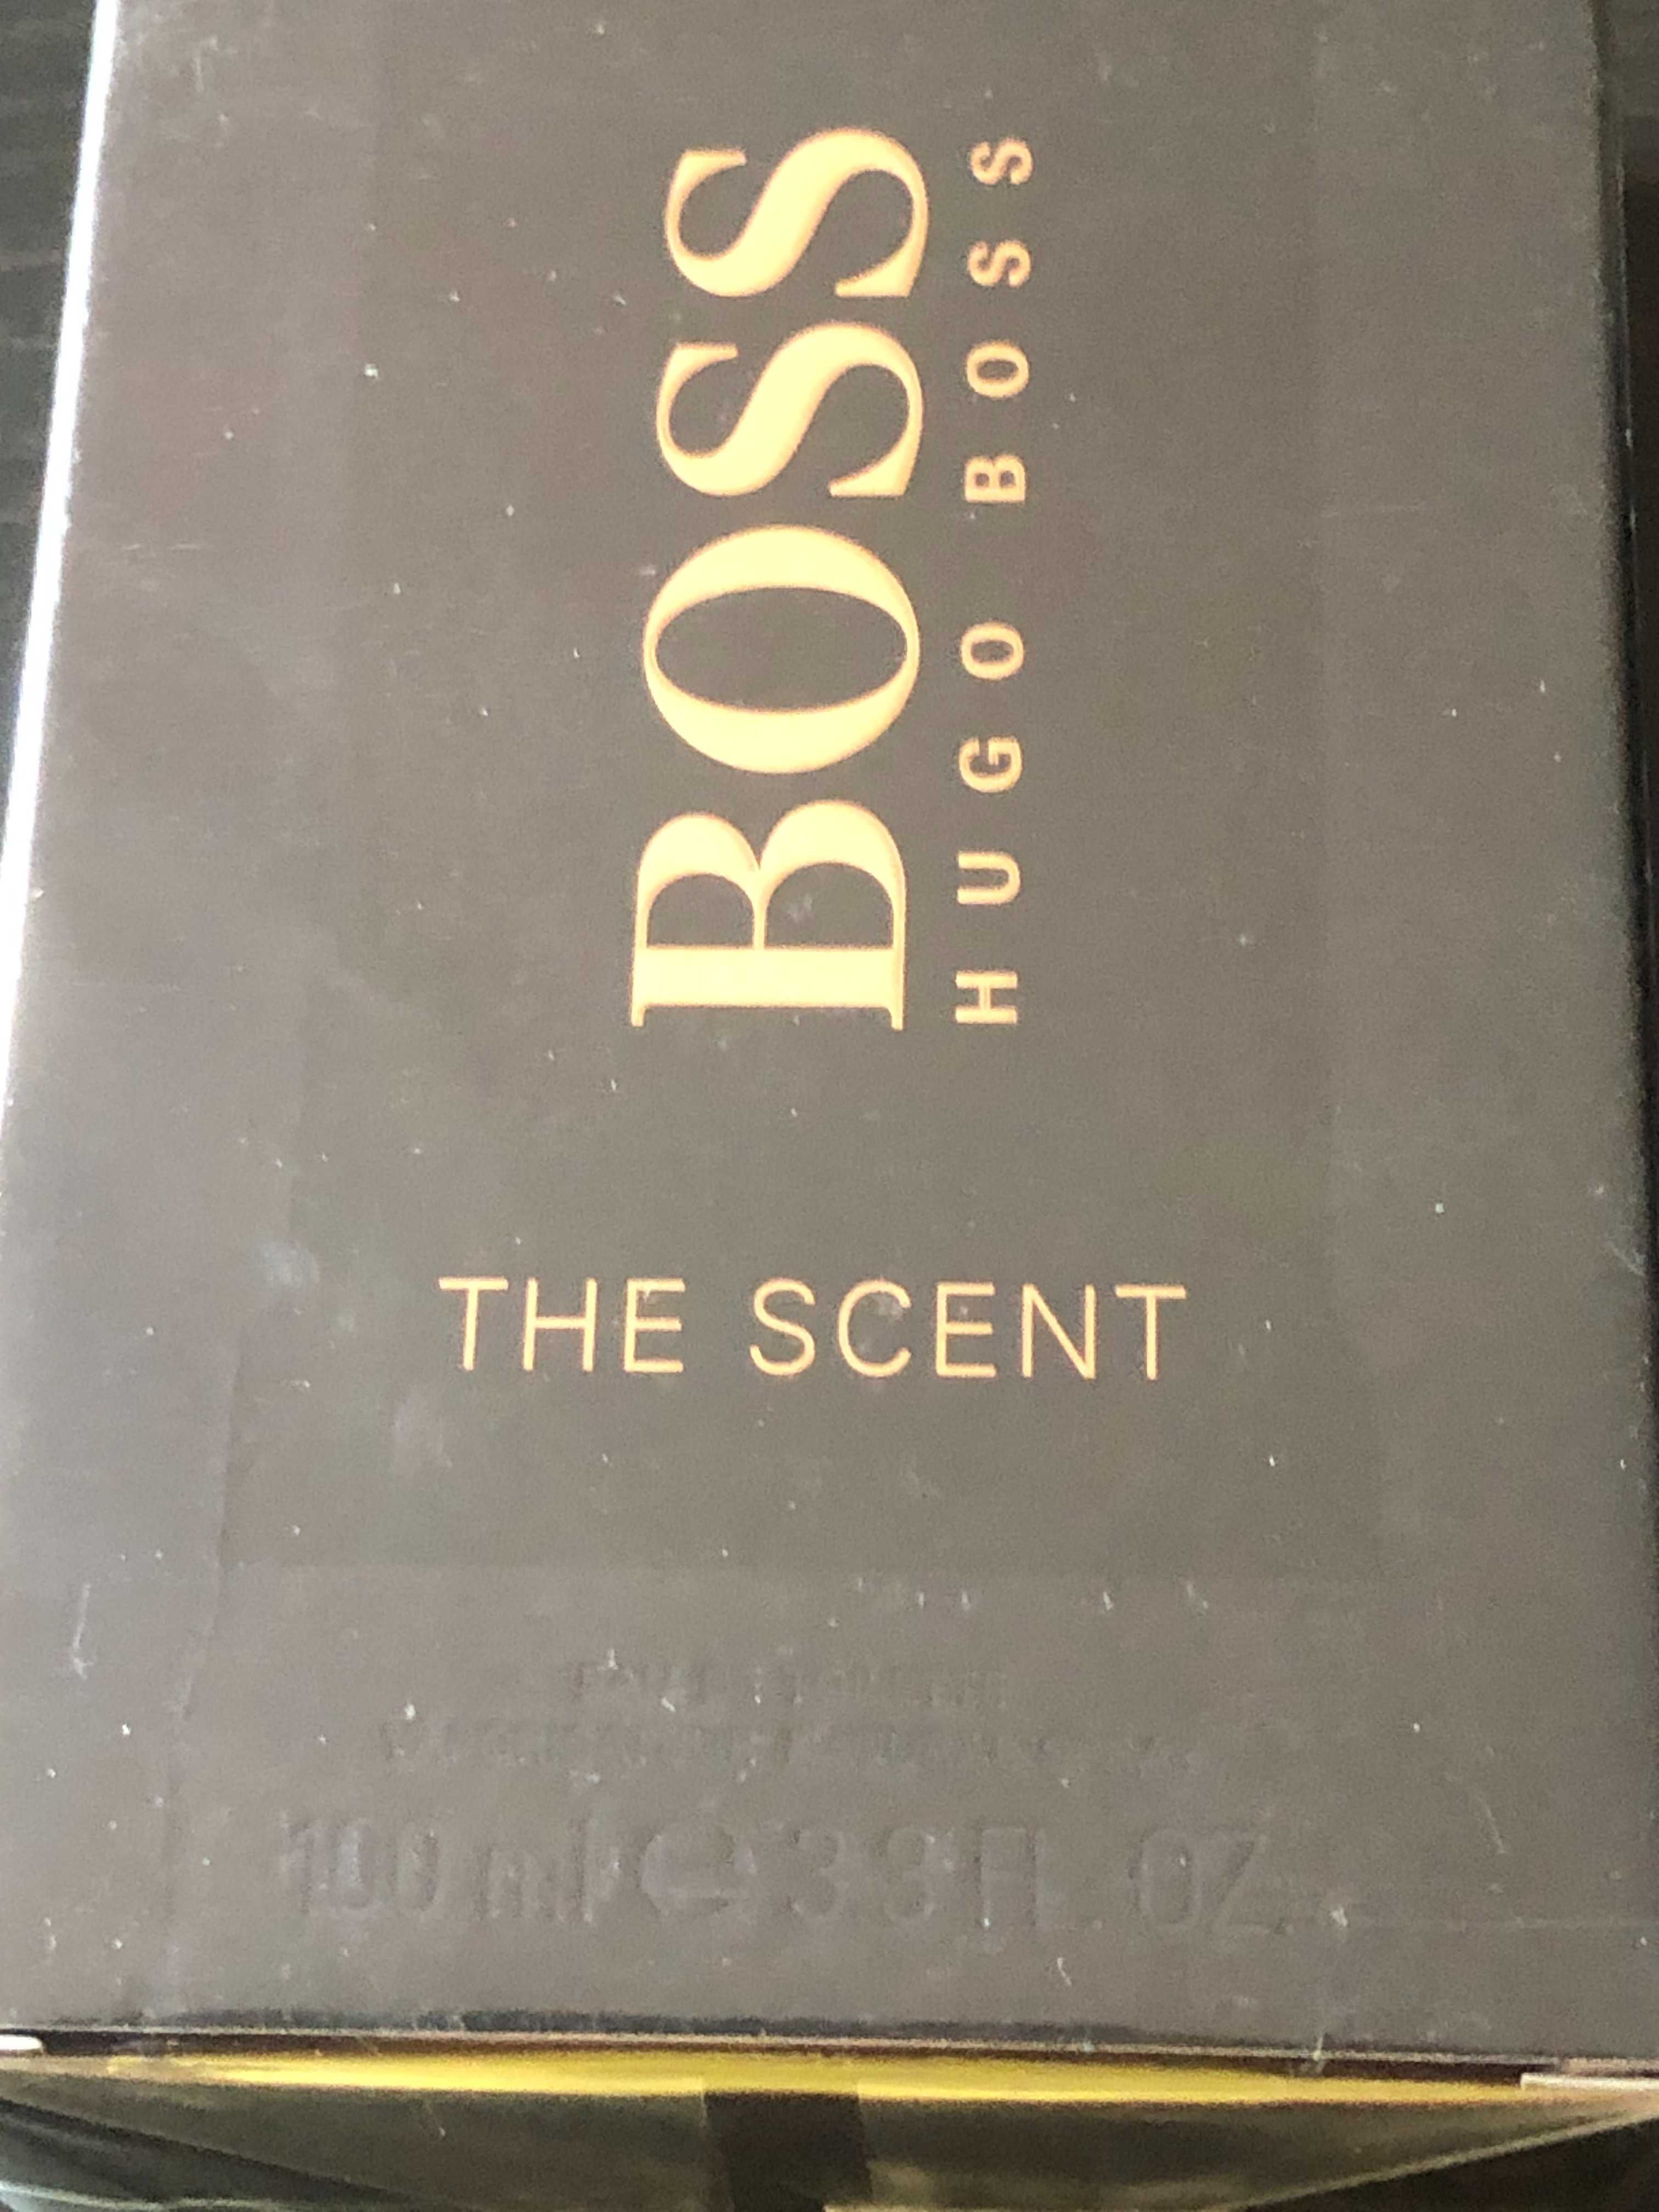 BOSS
HUGO BOSS
THE SCENT
100 ml e 3.3 FL. OZ.